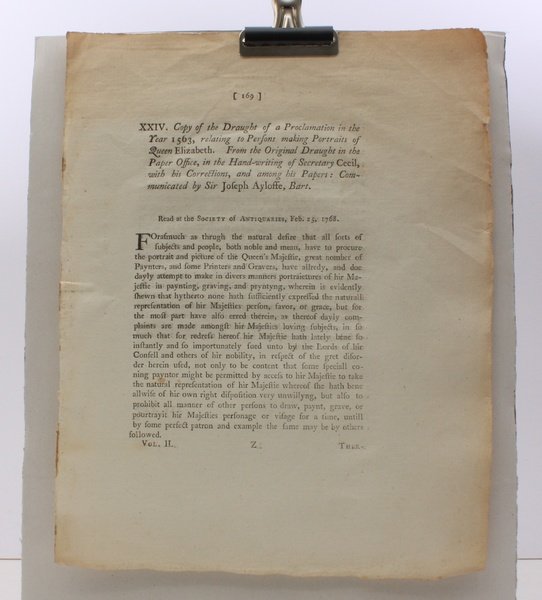 [ 169 ]
XXIV. Copy of the Draught of a Proclamation in the
Year 1563, relating to Persons making Portraits of
Queen Elizabeth. From the Original Draught in the
Paper Office, in the Hand-writing of Secretary Cecil,
with his Corrections, and among his Papers: Com-
municated by Sir Joseph Ayloffe, Bart.
Read at the SOCIETY of ANTIQUARIES, Feb. 25, 1768.
FOrasmuch as thrugh the natural desire that all sorts of
subjects and people, both noble and mean, have to procure
the portrait and picture of the Queen's Majestie, great nomber of
Paynters, and some Printers and Gravers, have allredy, and doe
dayly attempt to make in divers manners portraietures of hir Ma-
jestie in paynting, graving, and pryntyng, wherein is evidently
shewn that hytherto none hath sufficiently expressed the naturall
representation of hir Majesties person, favor, or grace, but for
the most part have also erred therein, as thereof dayly com-
plaints are made amongst hir Majesties loving subjects, in so
much that for redress hereof hir Majestie hath lately bene so
instantly and so importunately sued unto by the Lords of hir
Consell and others of hir nobility, in respect of the gret disor-
der herein used, not only to be content that some speciall co-
ning payntor might be permitted by access to hir Majestie to take
the natural representation of hir Majestie whereof she hath bene
allwise of hir own right disposition very unwillyng, but also to
prohibit all manner of other persons to draw, paynt, grave, or
pourtrayit hir Majesties personage or visage for a time, untill
by some perfect patron and example the same may be by others
followed.
VOL. II. Z THER-